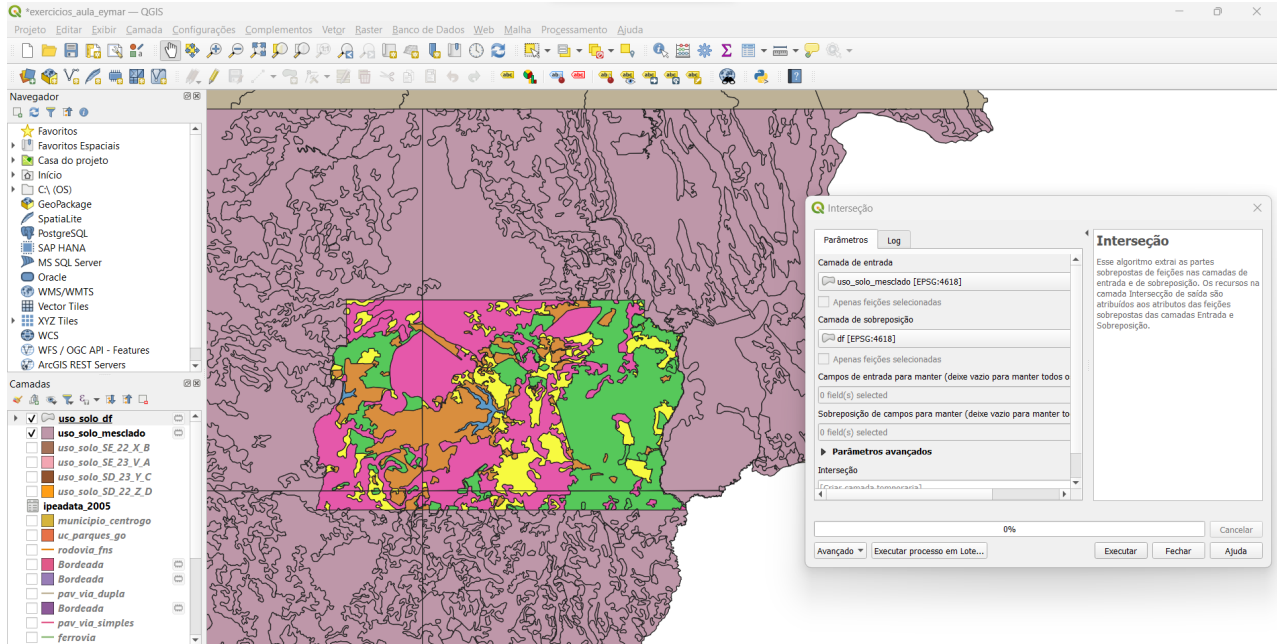 *exercicios_aula_eymar — QGIS
Projeto Editar Exibir Camada Configurações Complementos Vetor Raster Banco de Dados Web Malha Processamento Ajuda
Navegador
Favoritos
Favoritos Espaciais
Casa do projeto
Início
C:\ (OS)
GeoPackage
SpatiaLite
PostgreSQL
SAP HANA
MS SQL Server
Oracle
WMS/WMTS
Vector Tiles
XYZ Tiles
WCS
WFS / OGC API - Features
ArcGIS REST Servers
Camadas
uso_solo_df
uso_solo_mesclado
uso_solo_SE_22_X_B
uso_solo_SE_23_V_A
uso_solo_SD_23_Y_C
uso_solo_SD_22_Z_D
ipeadata_2005
municipio_centrogo
uc_parques_go
rodovia_fns
Bordeada
Bordeada
pav_via_dupla
Bordeada
pav_via_simples
ferrovia
Interseção
Parâmetros Log
Camada de entrada
uso_solo_mesclado [EPSG:4618]
Apenas feições selecionadas
Camada de sobreposição
df [EPSG:4618]
Apenas feições selecionadas
Campos de entrada para manter (deixe vazio para manter todos o
0 field(s) selected
Sobreposição de campos para manter (deixe vazio para manter to
0 field(s) selected
Parâmetros avançados
Interseção
[Criar camada temporaria]
Interseção
Esse algoritmo extrai as partes
sobrepostas de feições nas camadas de
entrada e de sobreposição. Os recursos na
camada Intersecção de saída são
atribuídos aos atributos das feições
sobrepostas das camadas Entrada e
Sobreposição.
0%
Cancelar
Avançado Executar processo em Lote... Executar Fechar Ajuda